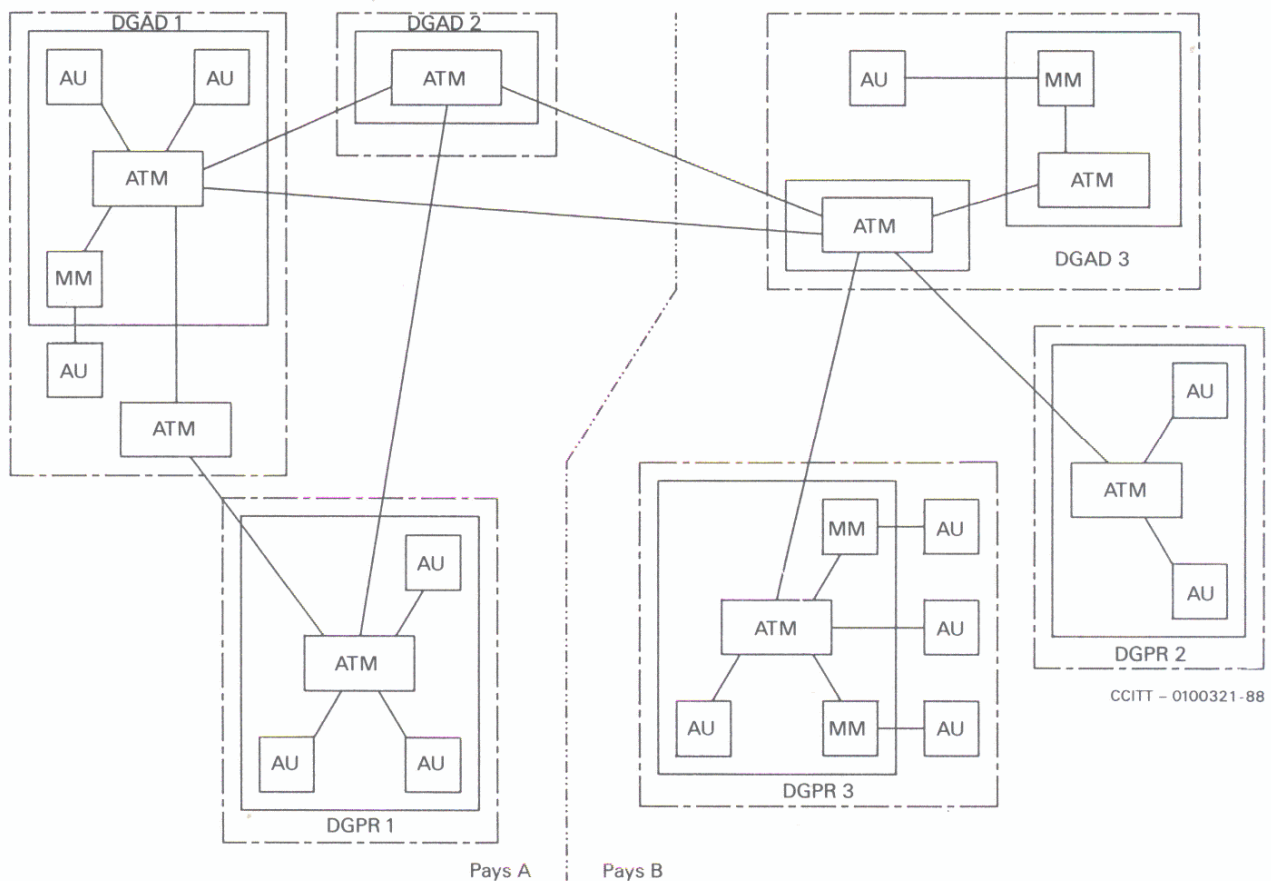 DGAD 1
AU
AU
ATM
MM
AU
ATM
DGAD 2
ATM
AU
MM
ATM
ATM
DGAD 3
AU
ATM
AU
DGPR 2
AU
ATM
AU
AU
DGPR 1
MM
AU
ATM
AU
AU
MM
AU
DGPR 3
CCITT – 0100321-88
Pays A
Pays B